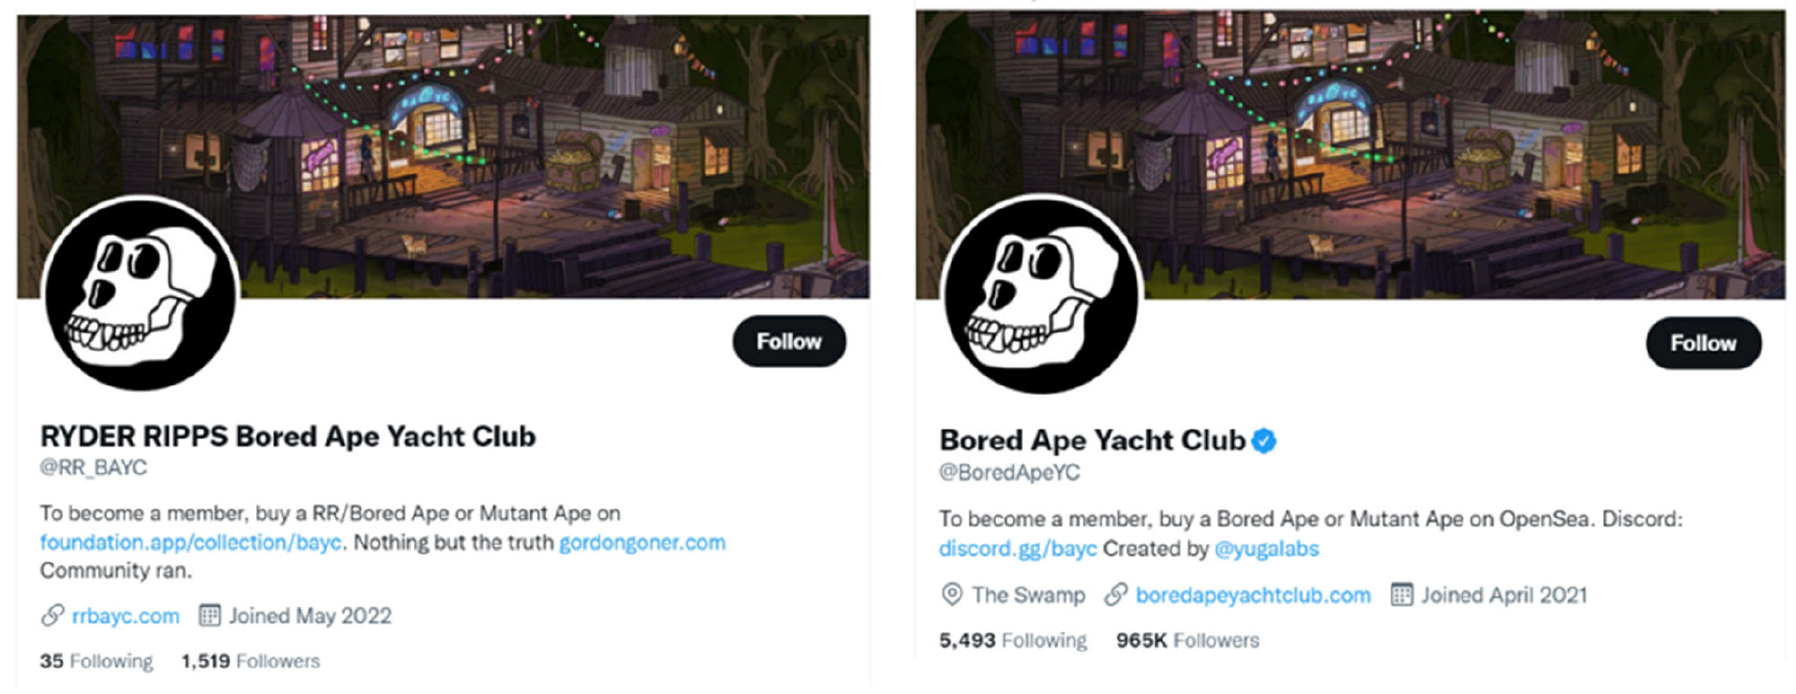 BAYC
RYDER RIPPS Bored Ape Yacht Club
@RR_BAYC
To become a member, buy a RR/Bored Ape or Mutant Ape on
foundation.app/collection/bayc. Nothing but the truth gordongoner.com
Community ran.
rrbayc.com Joined May 2022
35 Following 1,519 Followers
Follow
BAYC
Bored Ape Yacht Club
@BoredApeYC
To become a member, buy a Bored Ape or Mutant Ape on OpenSea. Discord:
discord.gg/bayc Created by @yugalabs
The Swamp boredapeyachtclub.com Joined April 2021
5,493 Following 965K Followers
Follow